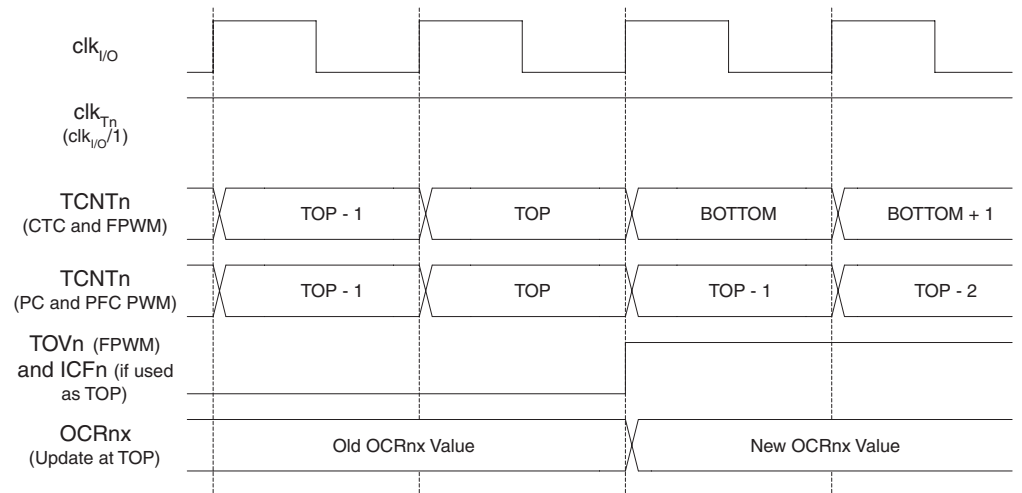 clkI/O
clkTn
(clkI/O/1)
TCNTn
(CTC and FPWM)
TOP - 1
TOP
BOTTOM
BOTTOM + 1
TCNTn
(PC and PFC PWM)
TOP - 1
TOP
TOP - 1
TOP - 2
TOVn (FPWM)
and ICFn (if used
as TOP)
OCRnx
(Update at TOP)
Old OCRnx Value
New OCRnx Value